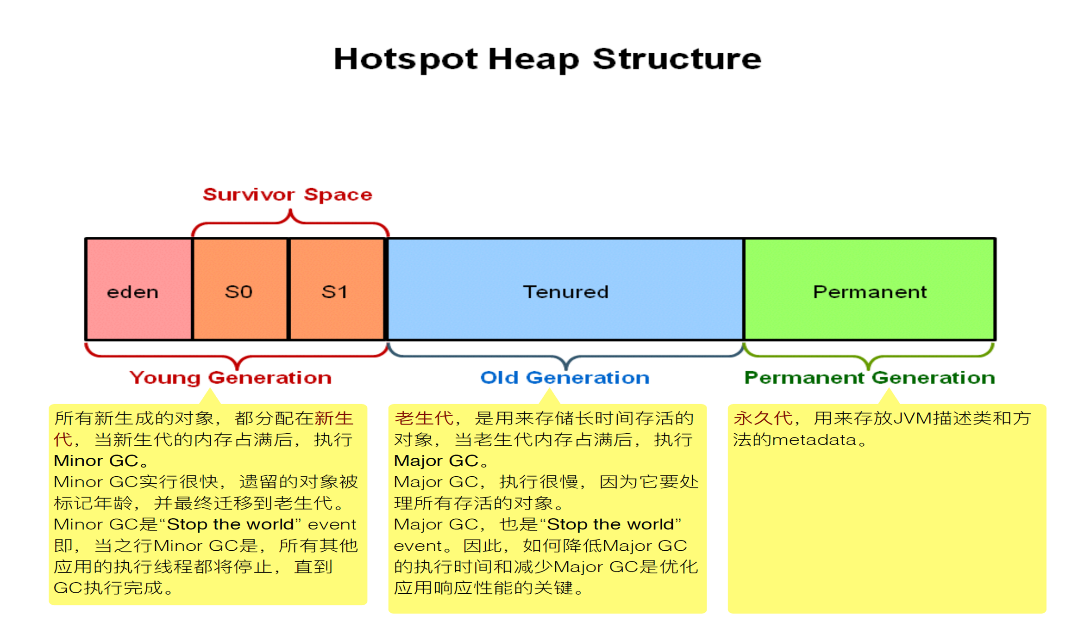 Hotspot Heap Structure
Survivor Space
eden
S0
S1
Tenured
Permanent
Young Generation
Old Generation
Permanent Generation
所有新生成的对象，都分配在新生
代，当新生代的内存占满后，执行
Minor GC。
Minor GC实行很快，遗留的对象被
标记年龄，并最终迁移到老生代。
Minor GC是“Stop the world” event
即，当之行Minor GC是，所有其他
应用的执行线程都将停止，直到
GC执行完成。
老生代，是用来存储长时间存活的
对象，当老生代内存占满后，执行
Major GC。
Major GC，执行很慢，因为它要处
理所有存活的对象。
Major GC，也是“Stop the world”
event。因此，如何降低Major GC
的执行时间和减少Major GC是优化
应用响应性能的关键。
永久代，用来存放JVM描述类和方
法的metadata。